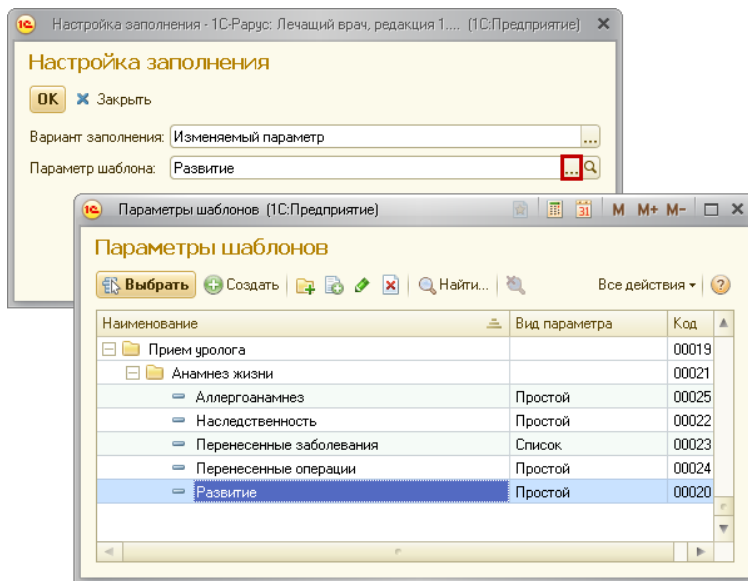 Настройка заполнения - 1С-Рарус: Лечащий врач, редакция 1.... (1С:Предприятие)
Настройка заполнения
ОК Закрыть
Вариант заполнения: Изменяемый параметр ...
Параметр шаблона: Развитие ...
Параметры шаблонов (1С:Предприятие) 31 M M+ M-
Параметры шаблонов
Выбрать Создать Найти... Все действия ?
Наименование Вид параметра Код
Прием уролога 00019
Анамнез жизни 00021
Аллергоанамнез Простой 00025
Наследственность Простой 00022
Перенесенные заболевания Список 00023
Перенесенные операции Простой 00024
Развитие Простой 00020